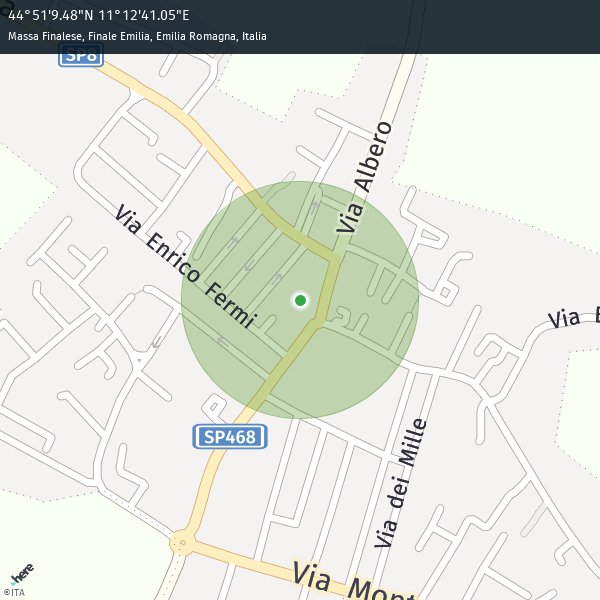 44°51'9.48"N 11°12'41.05"E
Massa Finalese, Finale Emilia, Emilia Romagna, Italia
SP8
Via Albero
Via Enrico Fermi
Via
SP468
Via dei Mille
Via
here
©ITA